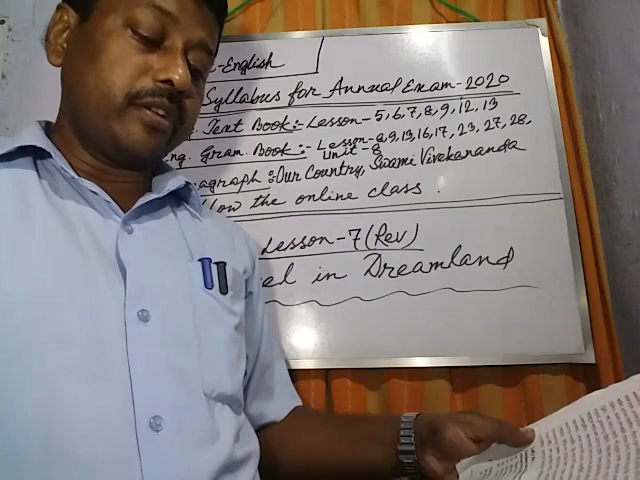 -English
Syllabus for Annual Exam-2020
Text Book:- Lesson-5,6,7,8,9,12,13
ng. Gram. Book:- Lesson-8,9,13,16,17,23,27,28,
Unit-8
agraph:- Our Country, Swami Vivekananda
llow the online class.
Lesson-7 (Rev)
el in Dreamland